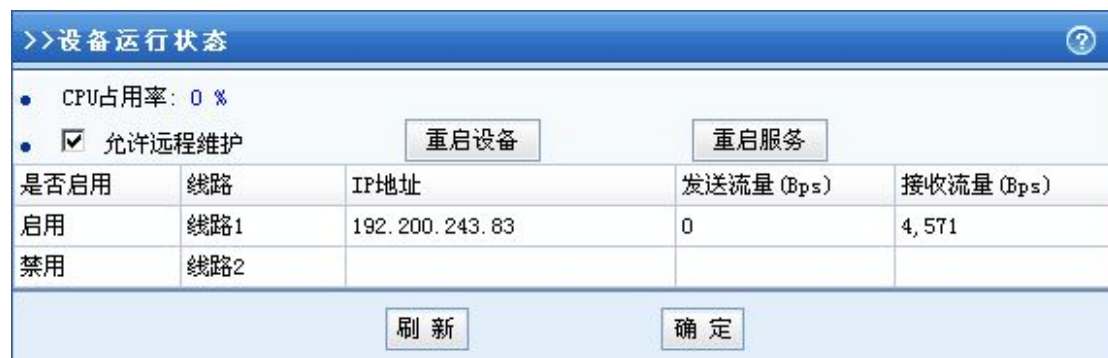 >>设备运行状态
CPU占用率: 0 %
允许远程维护 重启设备 重启服务
是否启用 线路 IP地址 发送流量(Bps) 接收流量(Bps)
启用 线路1 192.200.243.83 0 4,571
禁用 线路2
刷 新 确 定